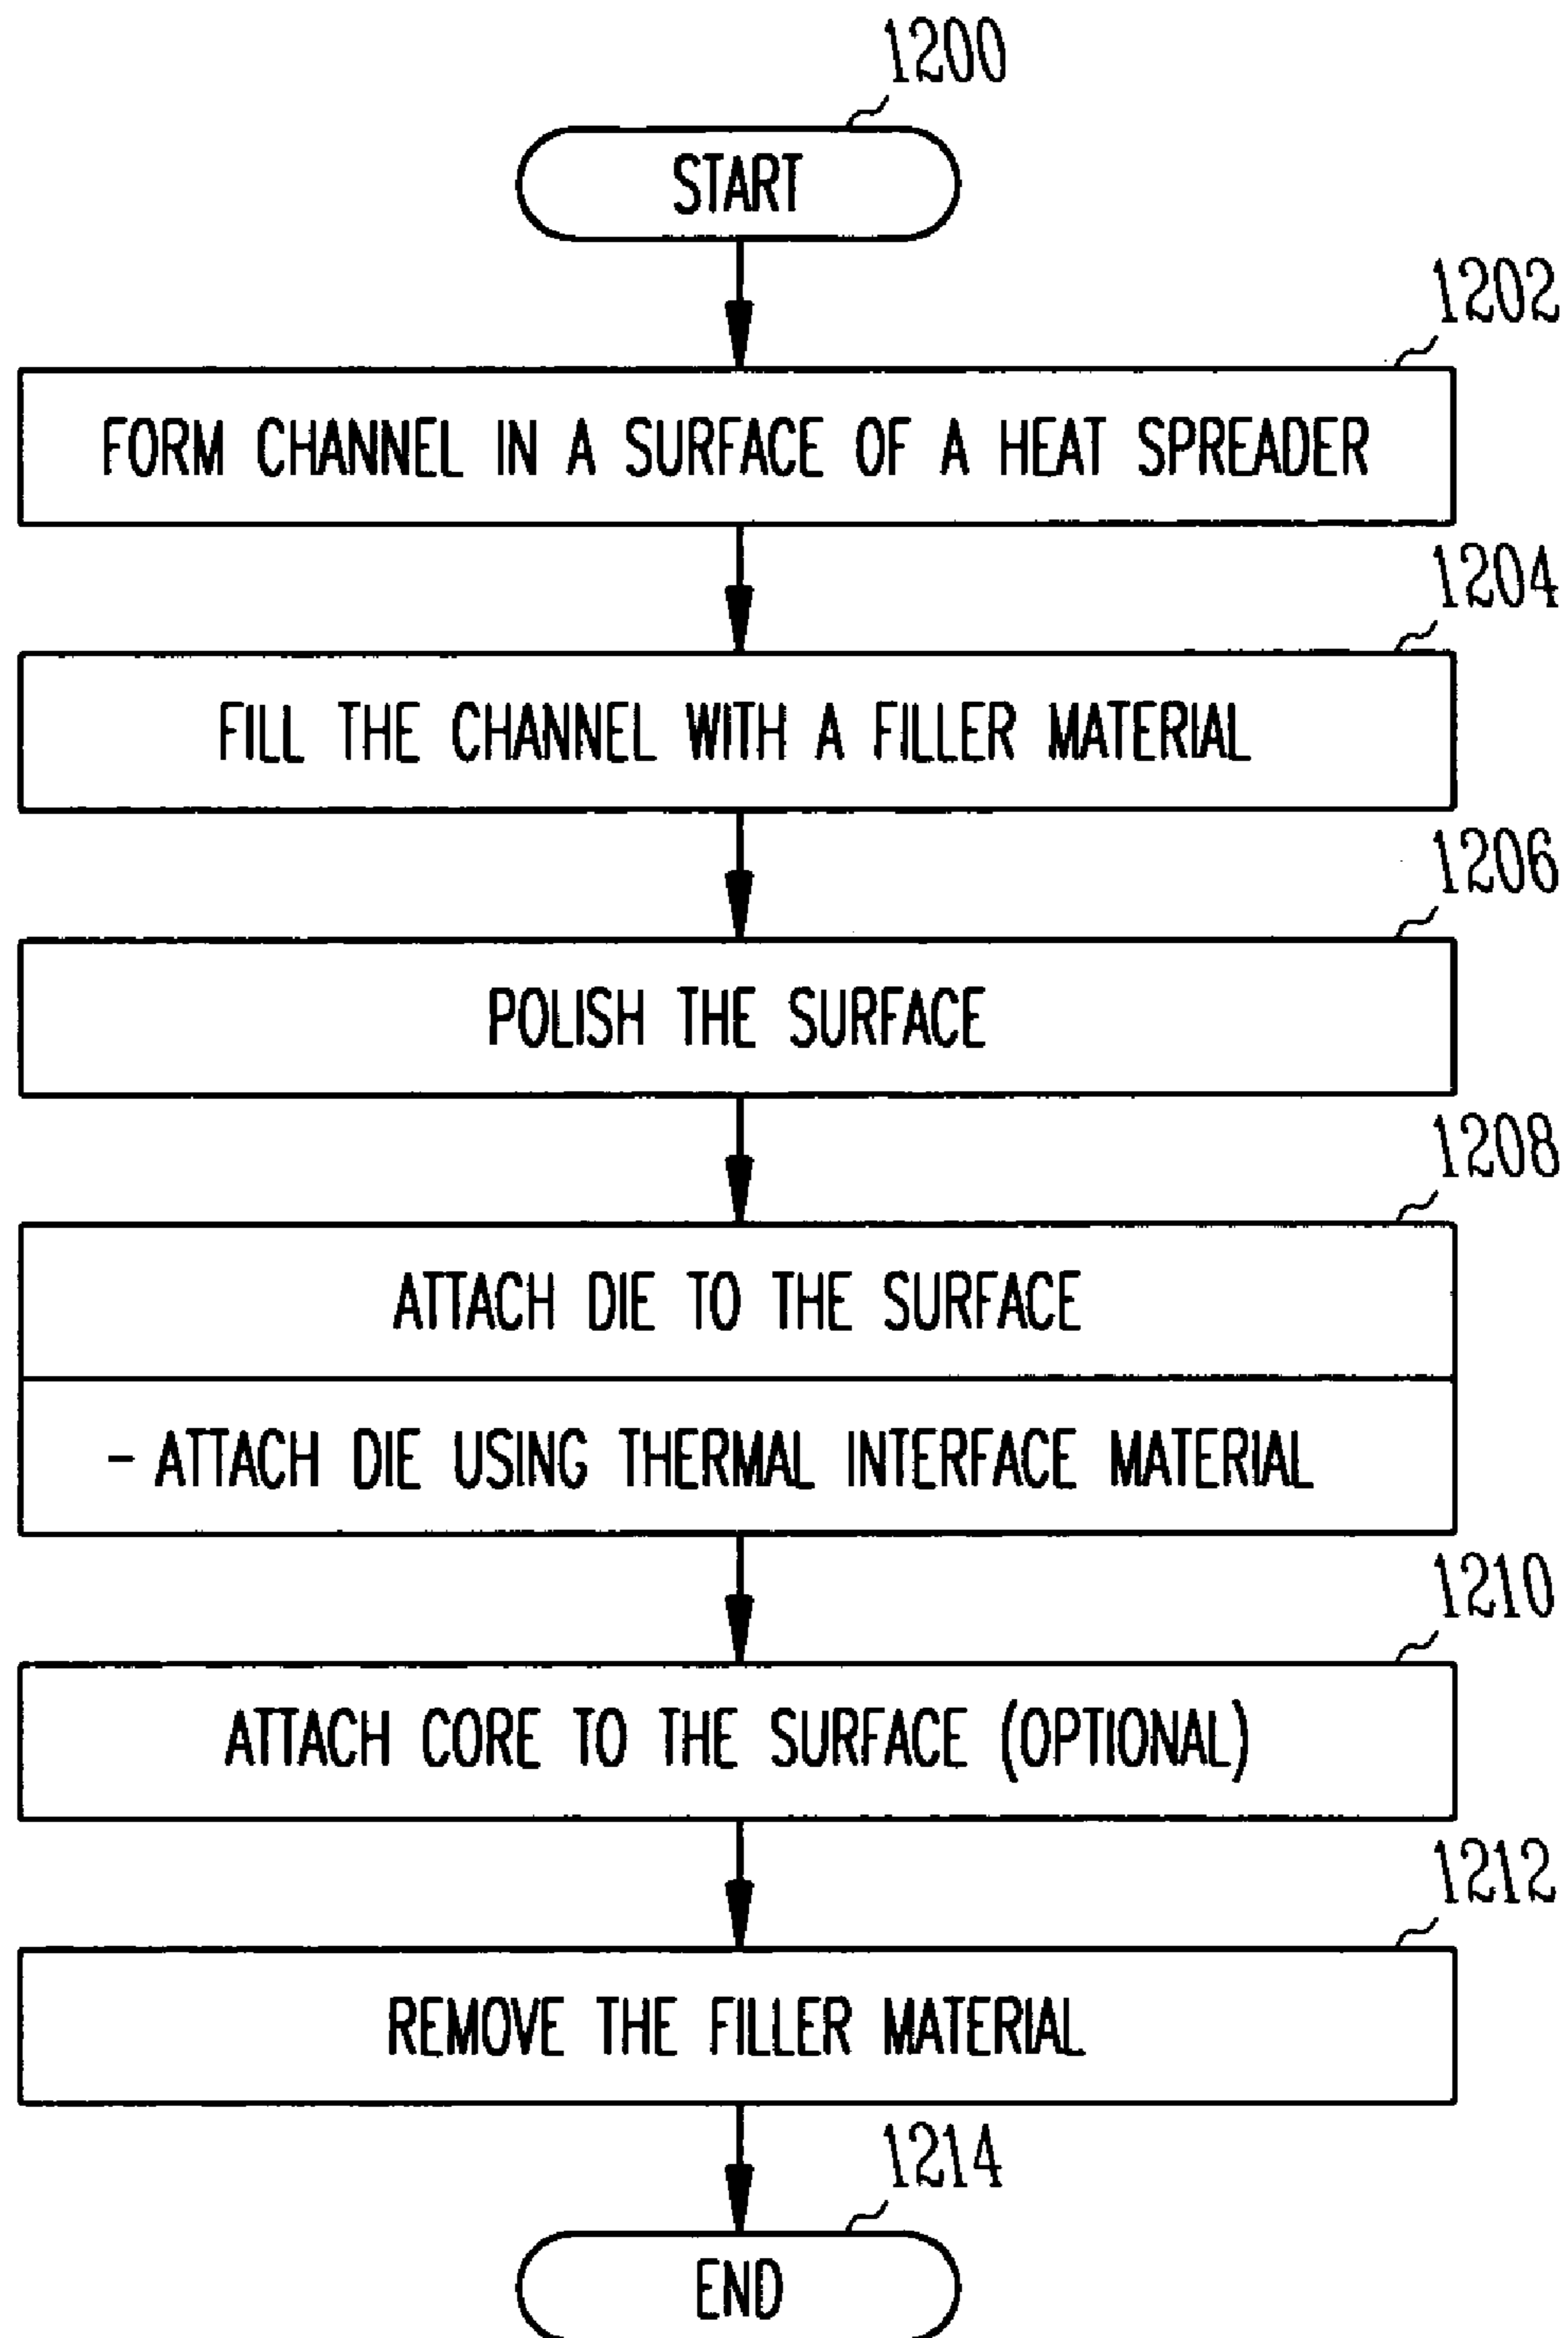 1200
START
1202
FORM CHANNEL IN A SURFACE OF A HEAT SPREADER
1204
FILL THE CHANNEL WITH A FILLER MATERIAL
1206
POLISH THE SURFACE
1208
ATTACH DIE TO THE SURFACE
- ATTACH DIE USING THERMAL INTERFACE MATERIAL
1210
ATTACH CORE TO THE SURFACE (OPTIONAL)
1212
REMOVE THE FILLER MATERIAL
1214
END